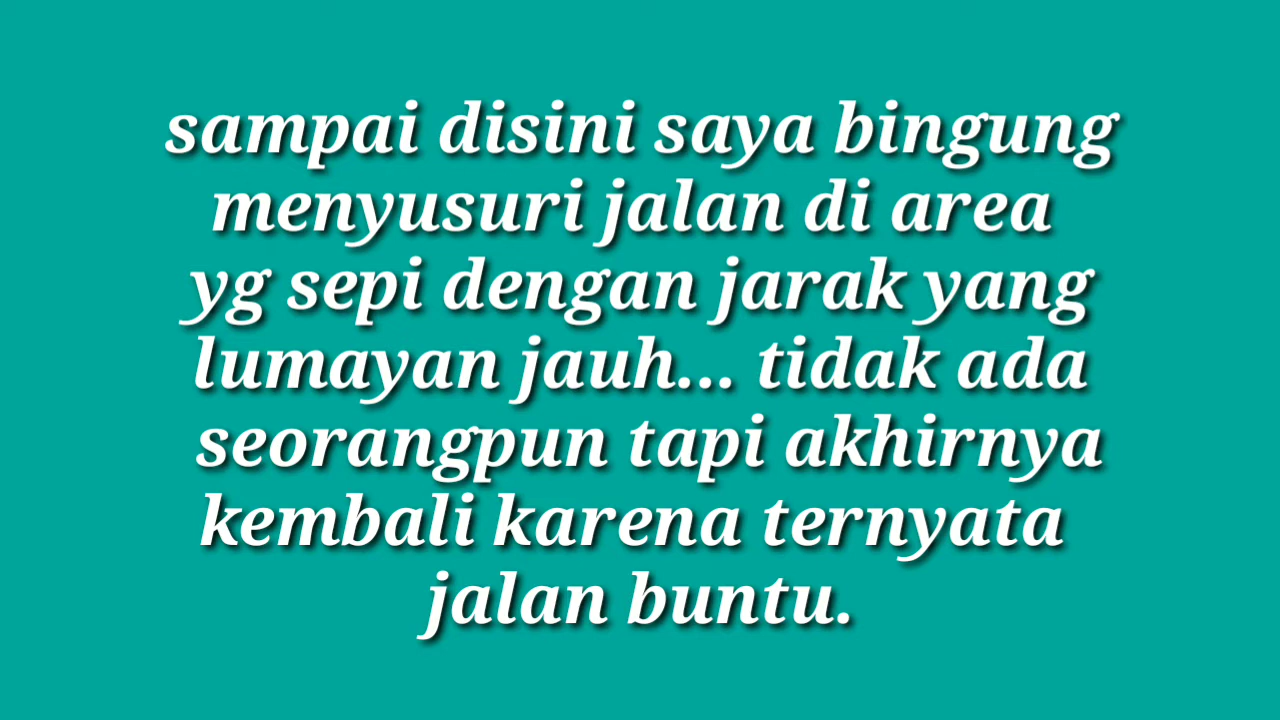 sampai disini saya bingung
menyusuri jalan di area
yg sepi dengan jarak yang
lumayan jauh... tidak ada
seorangpun tapi akhirnya
kembali karena ternyata
jalan buntu.